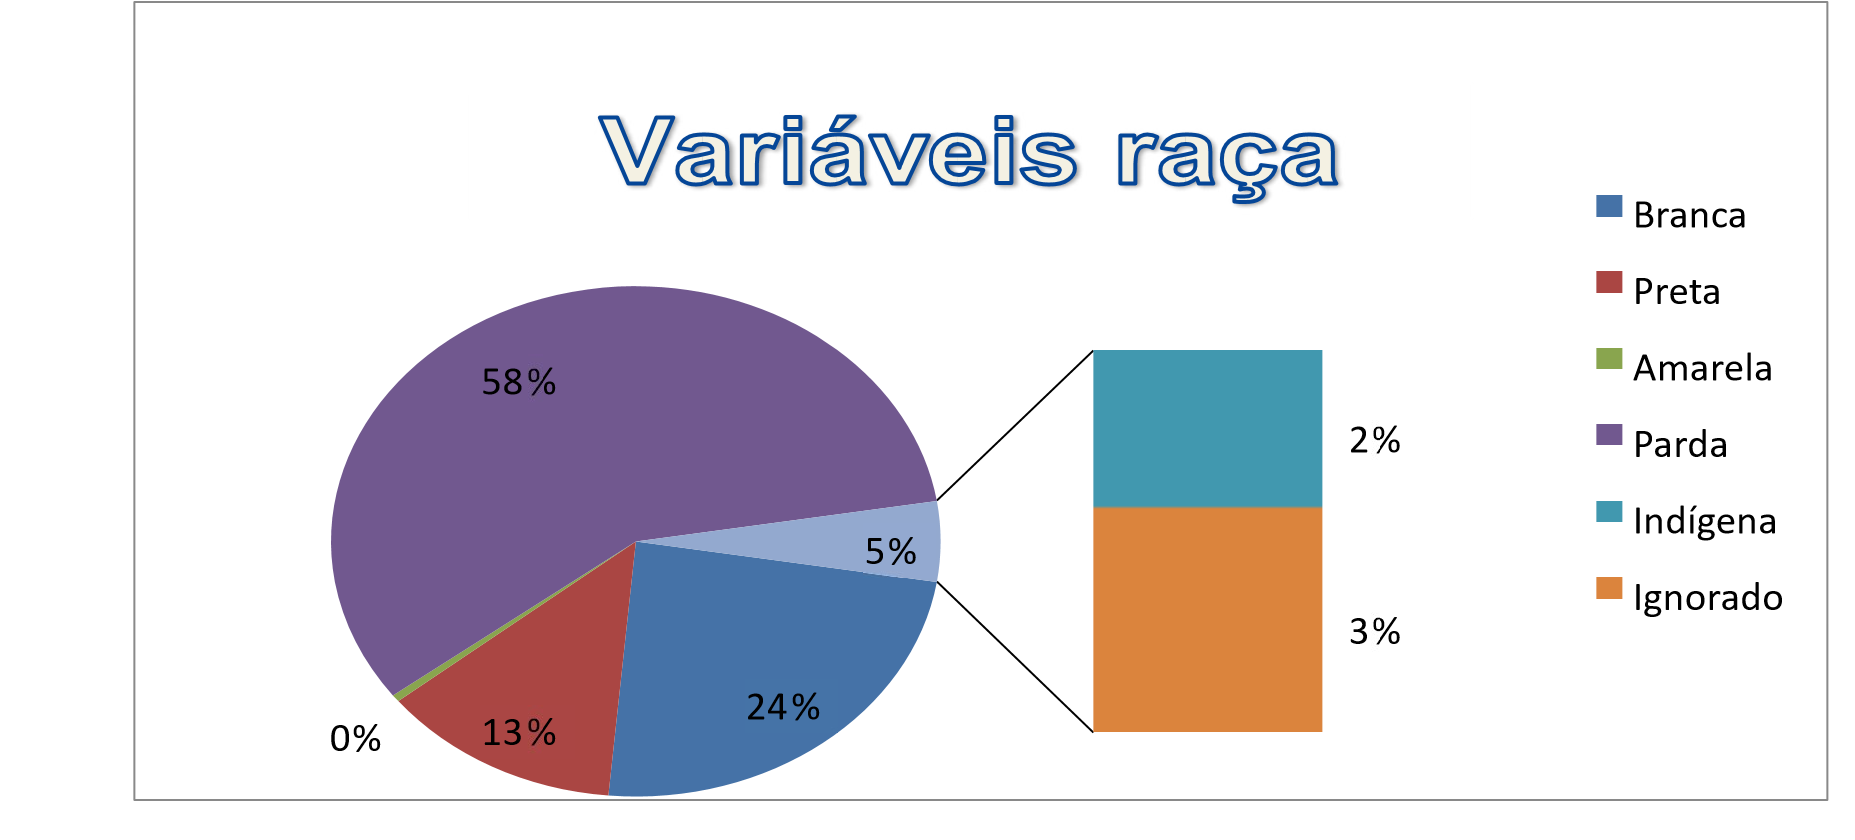 Variáveis raça
58%
5%
24%
13%
0%
2%
3%
Branca
Preta
Amarela
Parda
Indígena
Ignorado